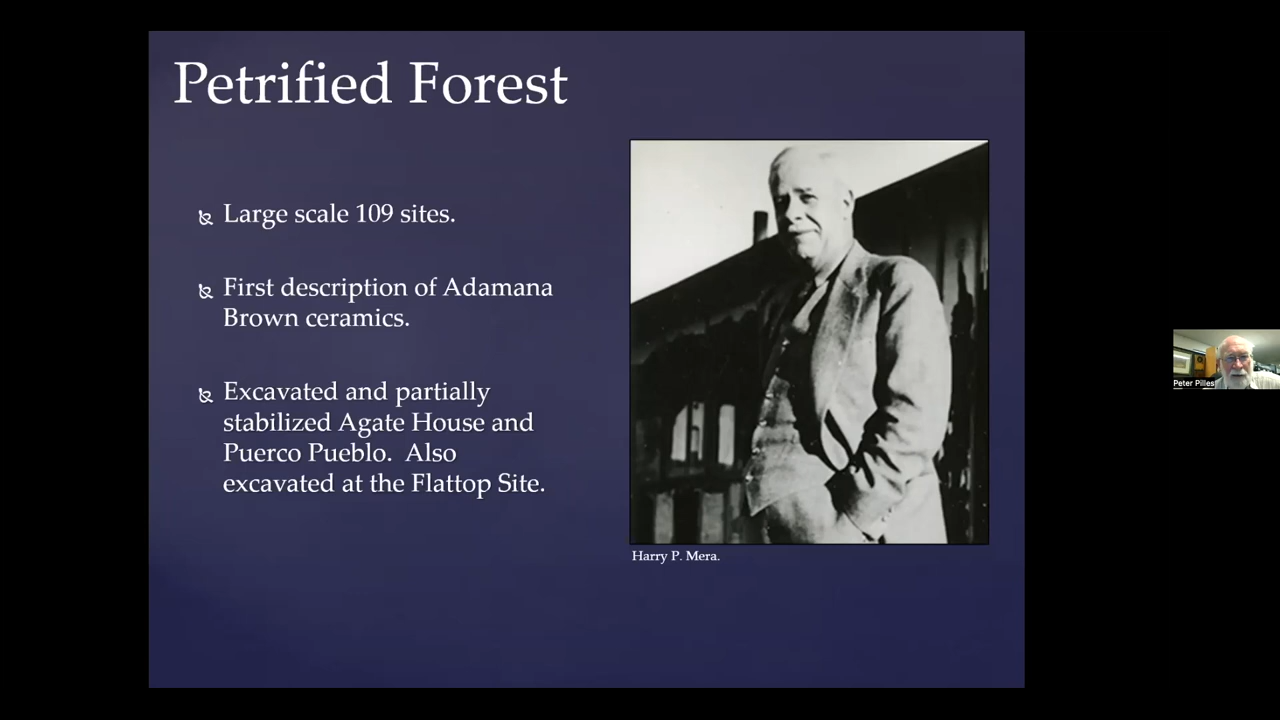 Petrified Forest
Large scale 109 sites.
First description of Adamana
Brown ceramics.
Excavated and partially
stabilized Agate House and
Puerco Pueblo.  Also
excavated at the Flattop Site.
Harry P. Mera.
Peter Pilles